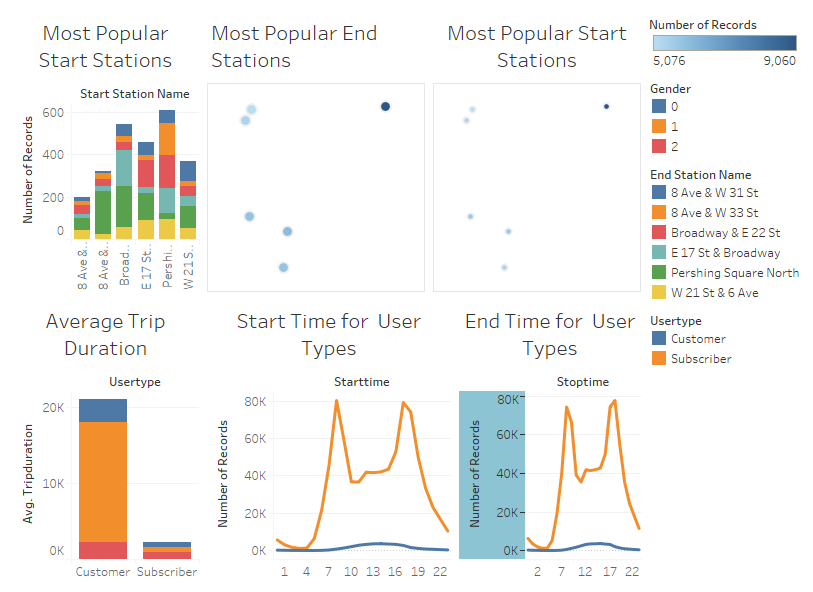 Most Popular
Start Stations
Most Popular End
Stations
Most Popular Start
Stations
Number of Records
5,076
9,060
Start Station Name
Number of Records
600
400
200
0
8 Ave &..
8 Ave &..
Broad..
E 17 St..
Pershi..
W 21 S..
Gender
0
1
2
End Station Name
8 Ave & W 31 St
8 Ave & W 33 St
Broadway & E 22 St
E 17 St & Broadway
Pershing Square North
W 21 St & 6 Ave
Usertype
Customer
Subscriber
Average Trip
Duration
Usertype
Avg. Tripduration
20K
10K
0K
Customer
Subscriber
Start Time for User
Types
Starttime
Number of Records
80K
60K
40K
20K
0K
1 4 7 10 13 16 19 22
End Time for User
Types
Stoptime
Number of Records
80K
60K
40K
20K
0K
2 7 12 17 22